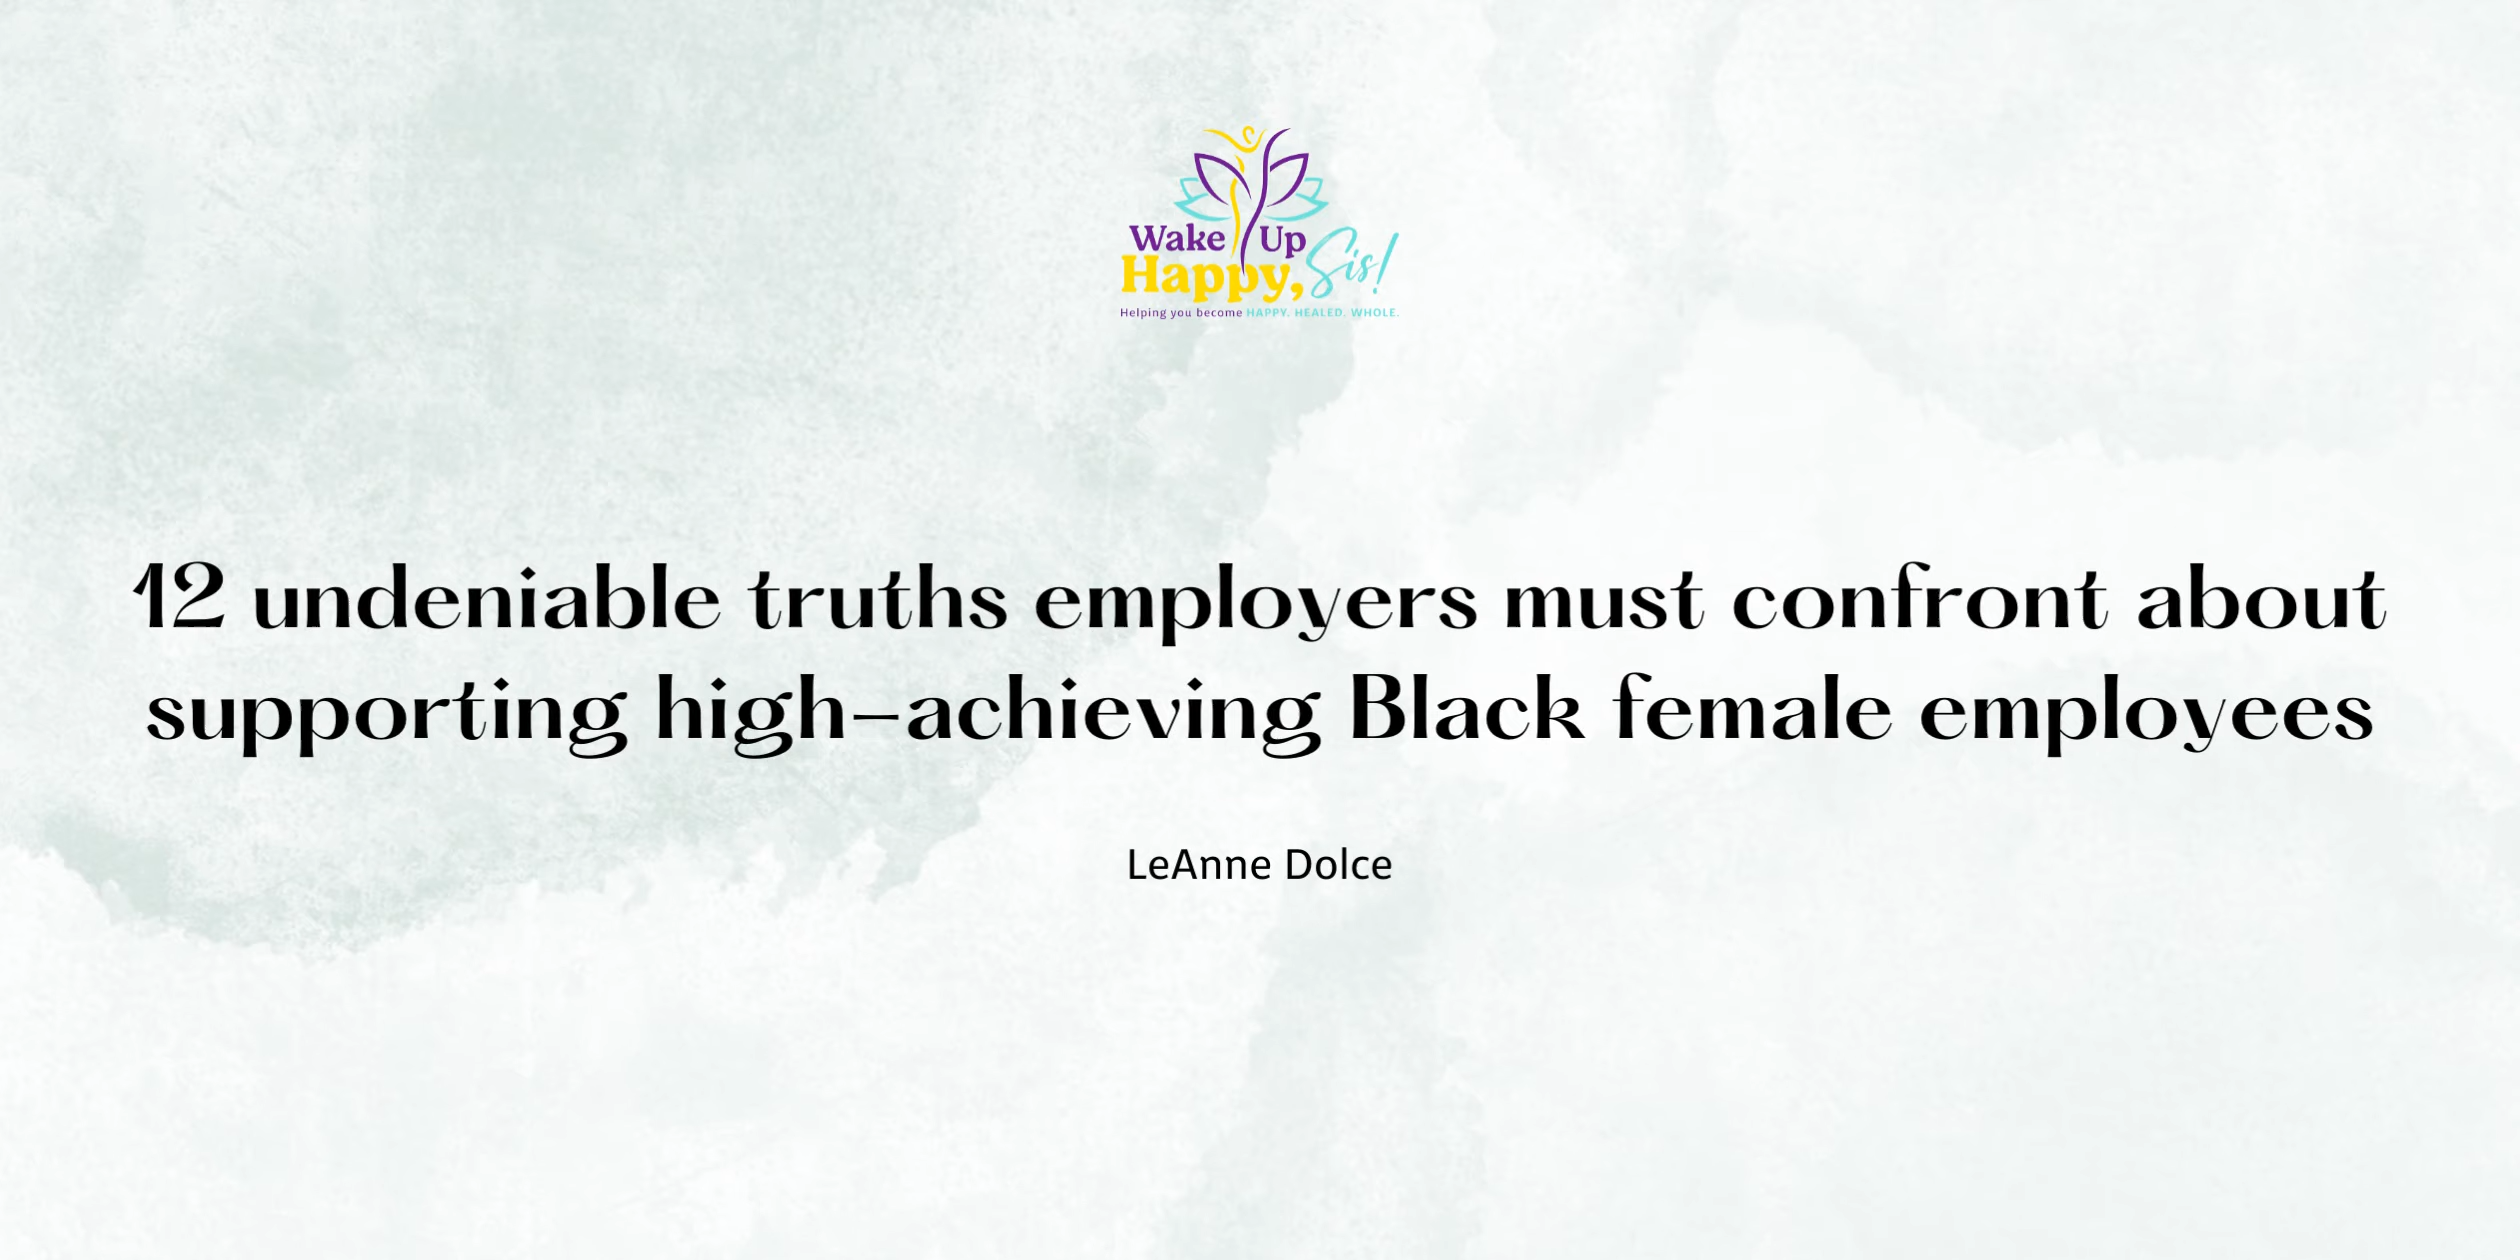 Wake Up
Happy, Sis!
Helping you become HAPPY. HEALED. WHOLE.
12 undeniable truths employers must confront about
supporting high-achieving Black female employees
LeAnne Dolce